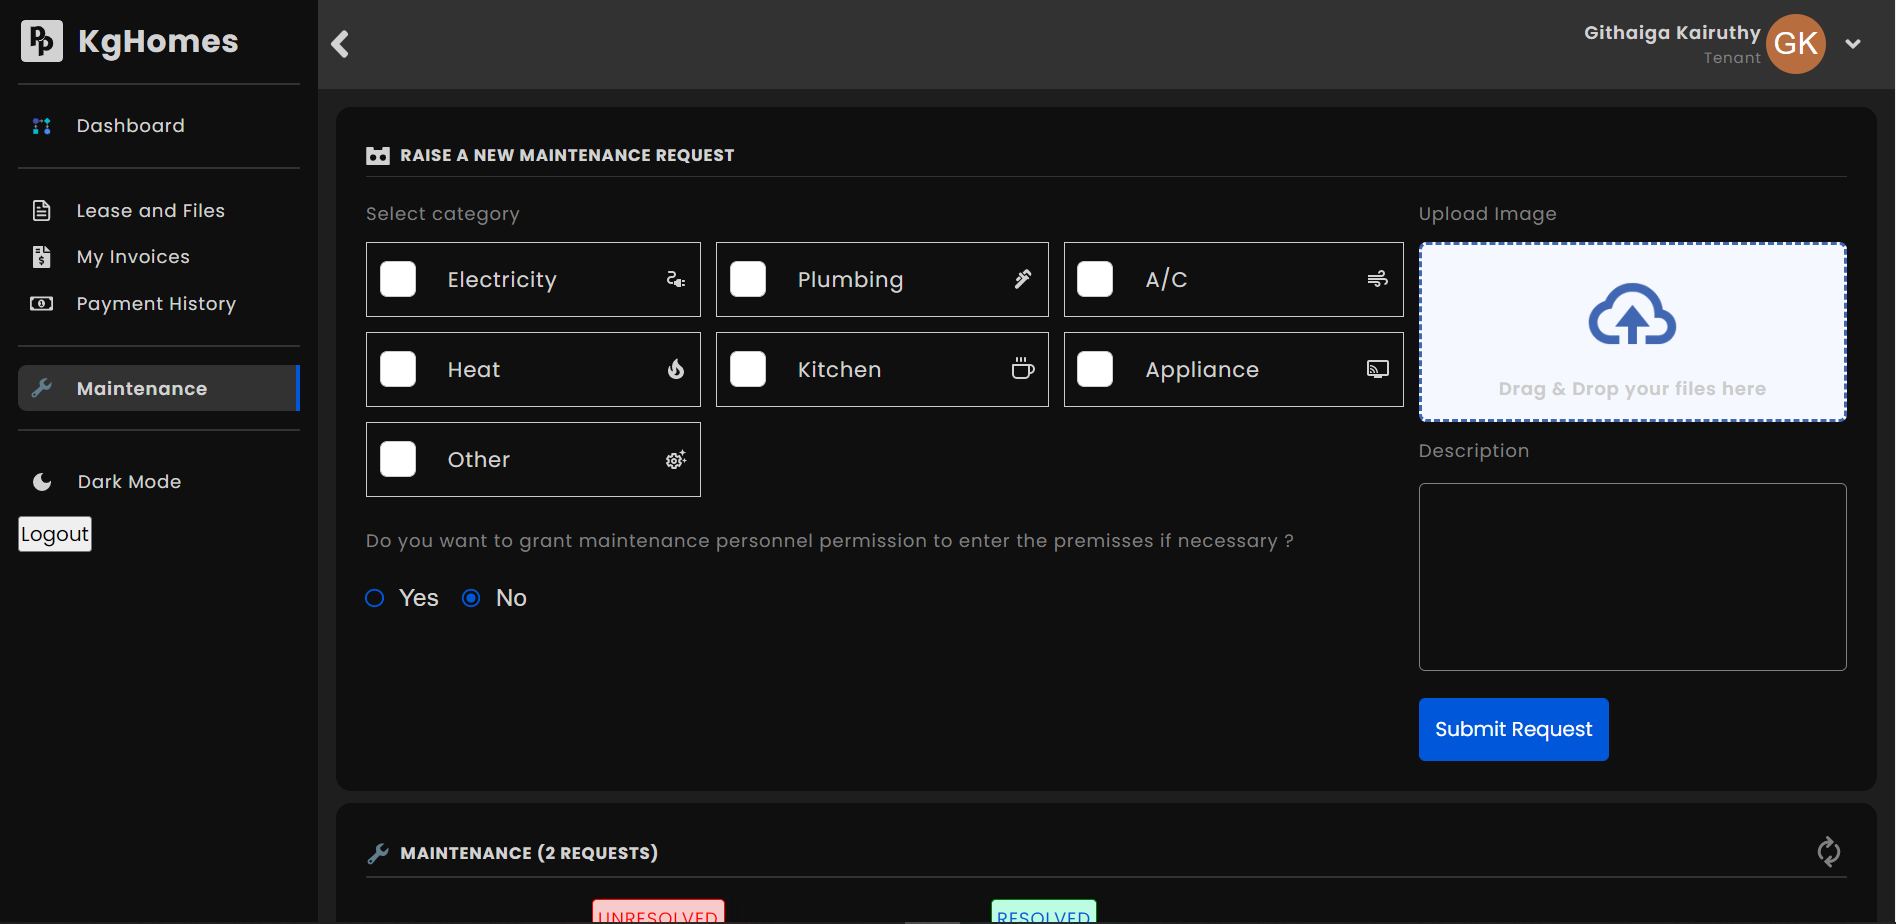 KgHomes
Dashboard
Lease and Files
My Invoices
Payment History
Maintenance
Dark Mode
Logout
Githaiga Kairuthy
Tenant
GK
RAISE A NEW MAINTENANCE REQUEST
Select category
Electricity
Plumbing
A/C
Heat
Kitchen
Appliance
Other
Do you want to grant maintenance personnel permission to enter the premisses if necessary ?
Yes
No
Upload Image
Drag & Drop your files here
Description
Submit Request
MAINTENANCE (2 REQUESTS)
UNRESOLVED
RESOLVED